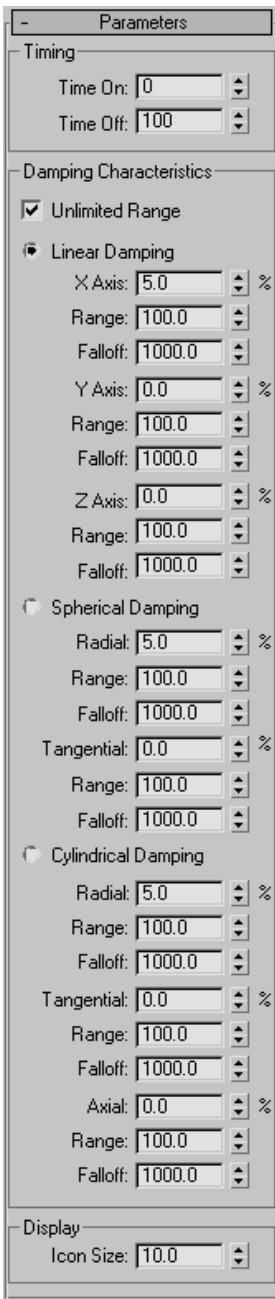 - Parameters
Timing
Time On: 0
Time Off: 100
Damping Characteristics
Unlimited Range
Linear Damping
X Axis: 5.0 %
Range: 100.0
Falloff: 1000.0
Y Axis: 0.0 %
Range: 100.0
Falloff: 1000.0
Z Axis: 0.0 %
Range: 100.0
Falloff: 1000.0
Spherical Damping
Radial: 5.0 %
Range: 100.0
Falloff: 1000.0
Tangential: 0.0 %
Range: 100.0
Falloff: 1000.0
Cylindrical Damping
Radial: 5.0 %
Range: 100.0
Falloff: 1000.0
Tangential: 0.0 %
Range: 100.0
Falloff: 1000.0
Axial: 0.0 %
Range: 100.0
Falloff: 1000.0
Display
Icon Size: 10.0